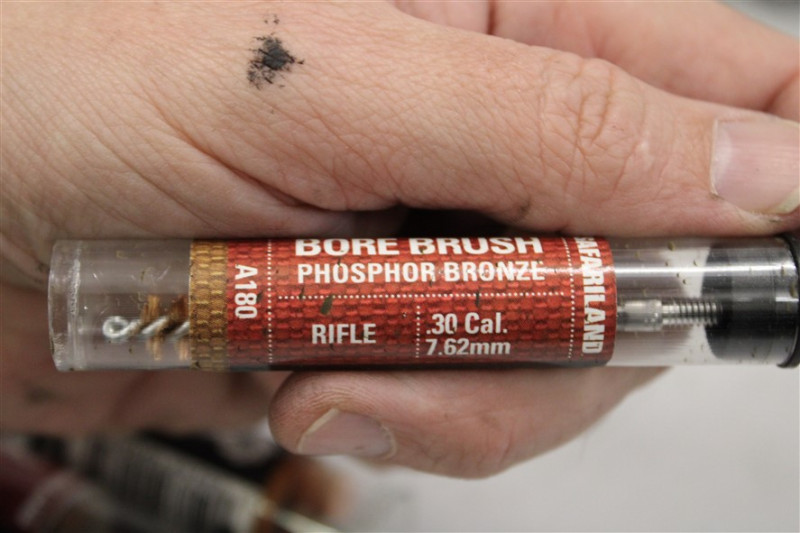 BORE BRUSH
PHOSPHOR BRONZE
A180
RIFLE
.30 Cal.
7.62mm
SAFARILAND